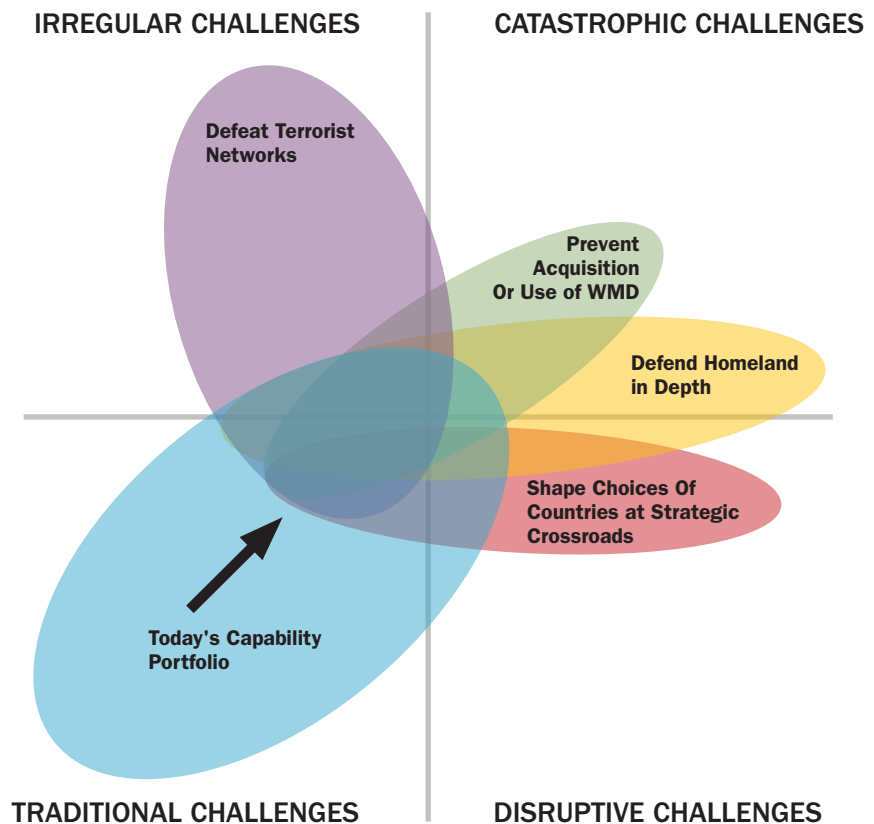 IRREGULAR CHALLENGES
CATASTROPHIC CHALLENGES
Defeat Terrorist
Networks
Prevent
Acquisition
Or Use of WMD
Defend Homeland
in Depth
Shape Choices Of
Countries at Strategic
Crossroads
Today's Capability
Portfolio
TRADITIONAL CHALLENGES
DISRUPTIVE CHALLENGES